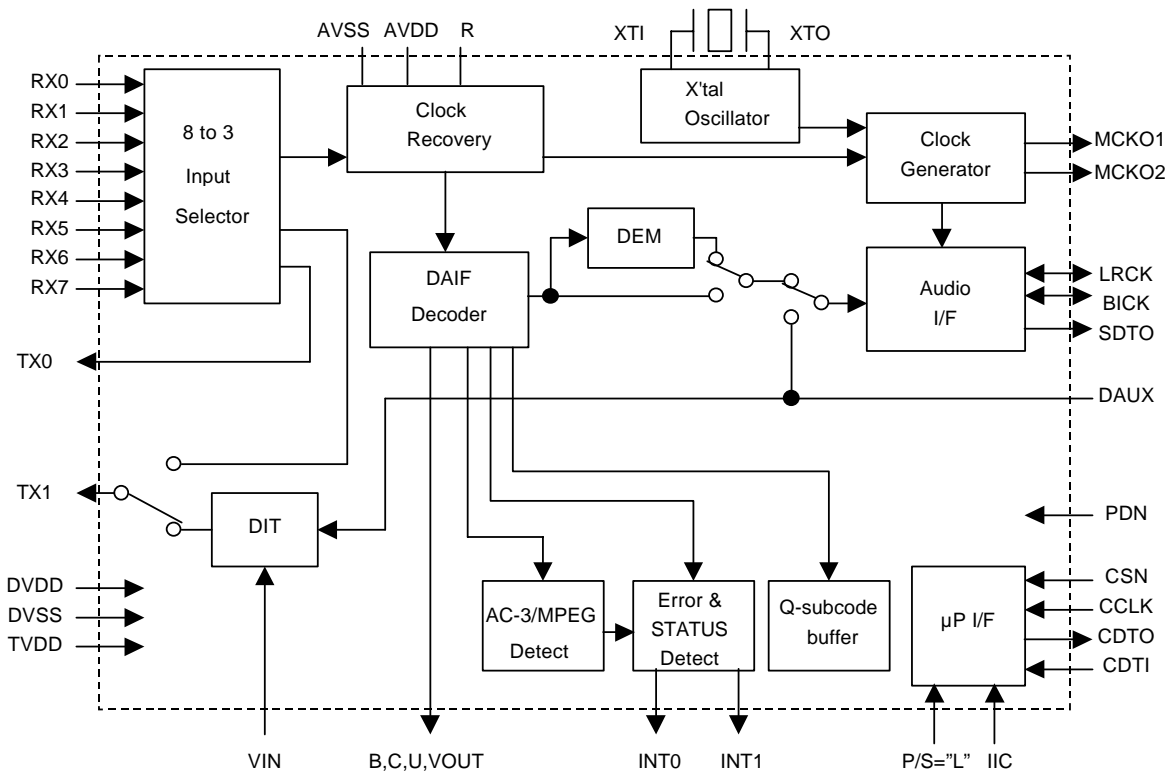 AVSS AVDD R
XTI XTO
RX0
RX1
RX2
RX3
RX4
RX5
RX6
RX7
8 to 3
Input
Selector
Clock
Recovery
X'tal
Oscillator
Clock
Generator
MCKO1
MCKO2
DEM
DAIF
Decoder
Audio
I/F
LRCK
BICK
SDTO
TX0
DAUX
TX1
DIT
PDN
DVDD
DVSS
TVDD
AC-3/MPEG
Detect
Error &
STATUS
Detect
Q-subcode
buffer
µP I/F
CSN
CCLK
CDTO
CDTI
VIN
B,C,U,VOUT
INT0
INT1
P/S=”L”
IIC